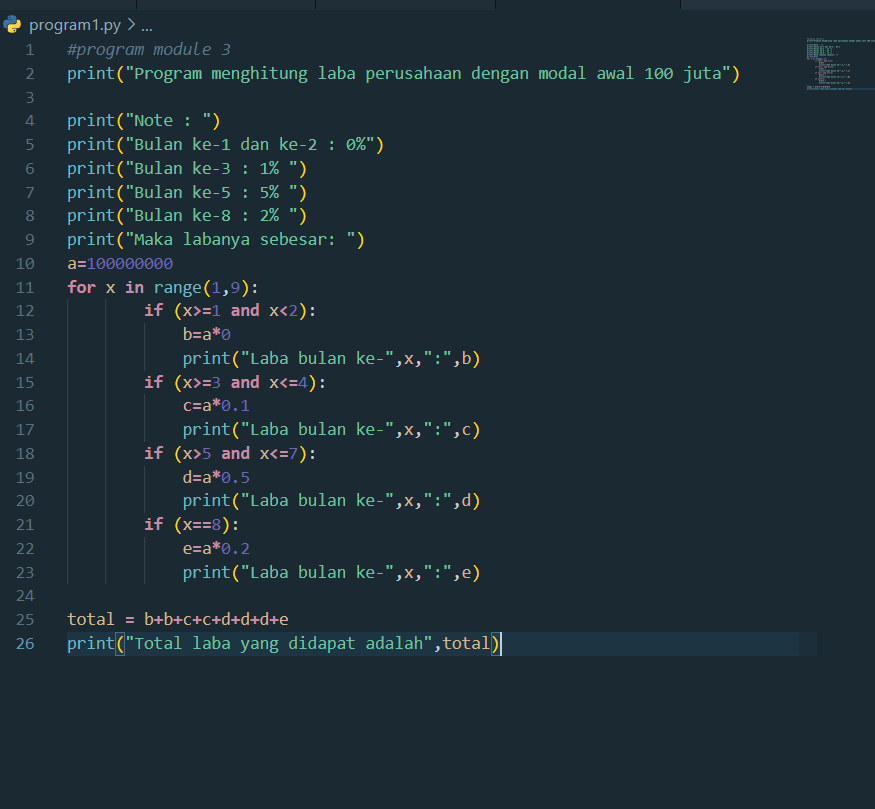 program1.py > ...
1 #program module 3
2 print("Program menghitung laba perusahaan dengan modal awal 100 juta")
3
4 print("Note : ")
5 print("Bulan ke-1 dan ke-2 : 0%")
6 print("Bulan ke-3 : 1% ")
7 print("Bulan ke-5 : 5% ")
8 print("Bulan ke-8 : 2% ")
9 print("Maka labanya sebesar: ")
10 a=100000000
11 for x in range(1,9):
12         if (x>=1 and x<2):
13             b=a*0
14             print("Laba bulan ke-",x,":",b)
15         if (x>=3 and x<=4):
16             c=a*0.1
17             print("Laba bulan ke-",x,":",c)
18         if (x>5 and x<=7):
19             d=a*0.5
20             print("Laba bulan ke-",x,":",d)
21         if (x==8):
22             e=a*0.2
23             print("Laba bulan ke-",x,":",e)
24
25 total = b+b+c+c+d+d+d+e
26 print("Total laba yang didapat adalah",total)